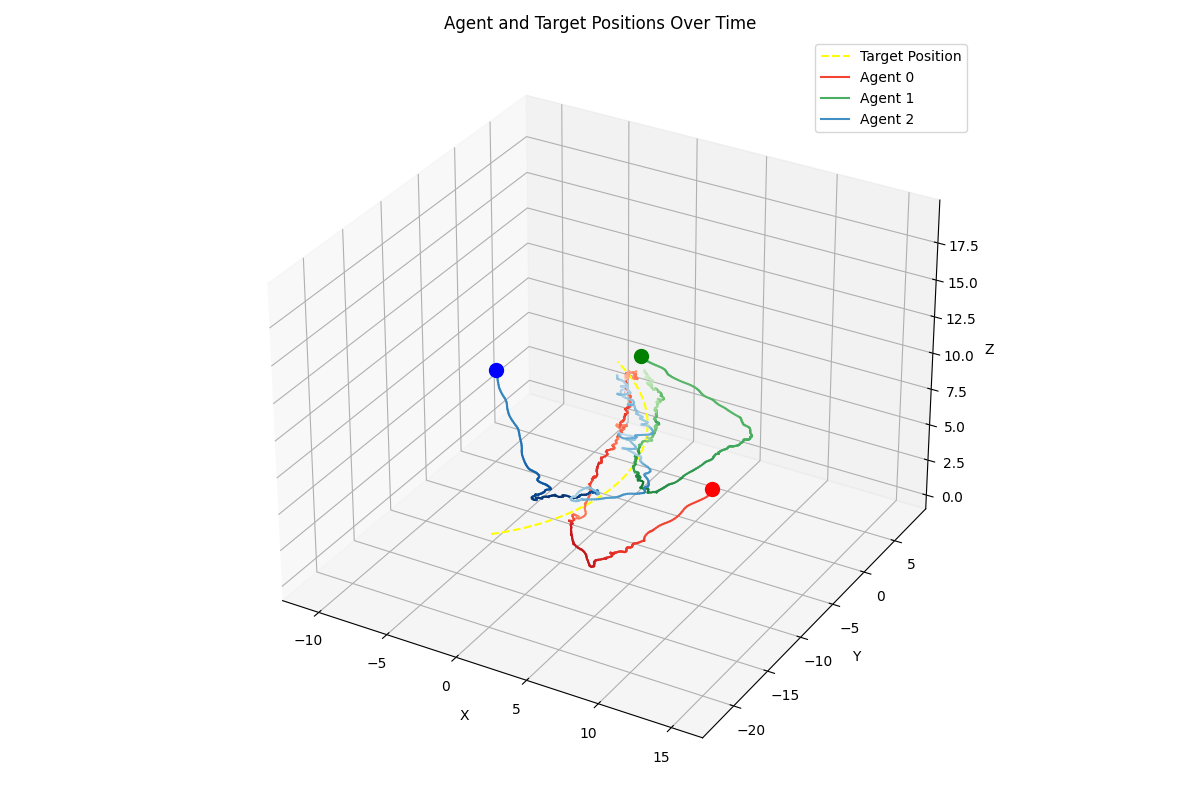 Agent and Target Positions Over Time
Target Position
Agent 0
Agent 1
Agent 2
17.5
15.0
12.5
10.0
7.5
5.0
2.5
0.0
Z
5
0
−5
−10
−15
−20
Y
−10
−5
0
5
10
15
X